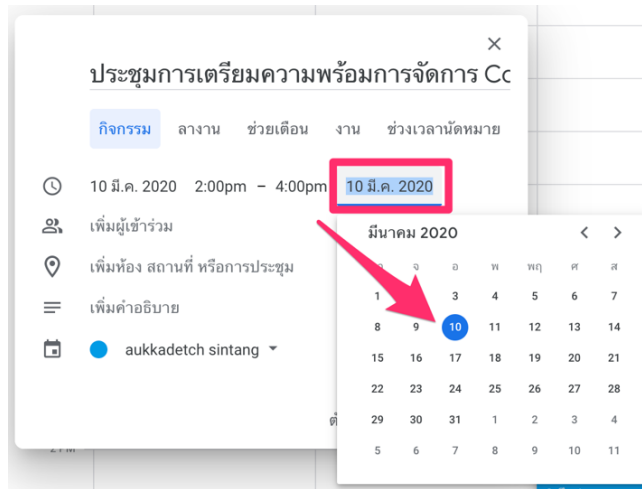 ประชุมการเตรียมความพร้อมการจัดการ Co
กิจกรรม ลางาน ช่วยเตือน งาน ช่วงเวลานัดหมาย
10 มี.ค. 2020 2:00pm – 4:00pm 10 มี.ค. 2020
เพิ่มผู้เข้าร่วม
มีนาคม 2020
เพิ่มห้อง สถานที่ หรือการประชุม
จ อ พ พฤ ศ ส
1 3 4 5 6 7
เพิ่มคำอธิบาย
8 9 10 11 12 13 14
aukkadetch sintang
15 16 17 18 19 20 21
22 23 24 25 26 27 28
29 30 31 1 2 3 4
5 6 7 8 9 10 11